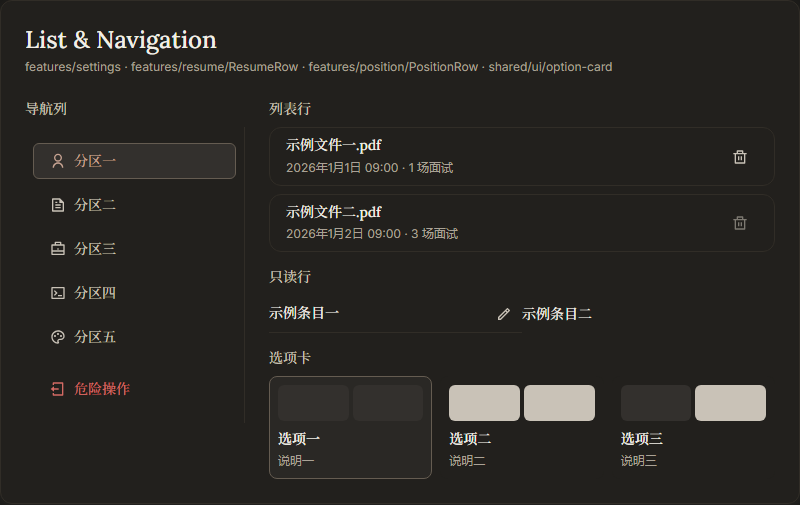 List & Navigation
features/settings · features/resume/ResumeRow · features/position/PositionRow · shared/ui/option-card
导航列
分区一
分区二
分区三
分区四
分区五
危险操作
列表行
示例文件一.pdf
2026年1月1日 09:00 · 1 场面试
示例文件二.pdf
2026年1月2日 09:00 · 3 场面试
只读行
示例条目一
示例条目二
选项卡
选项一
说明一
选项二
说明二
选项三
说明三